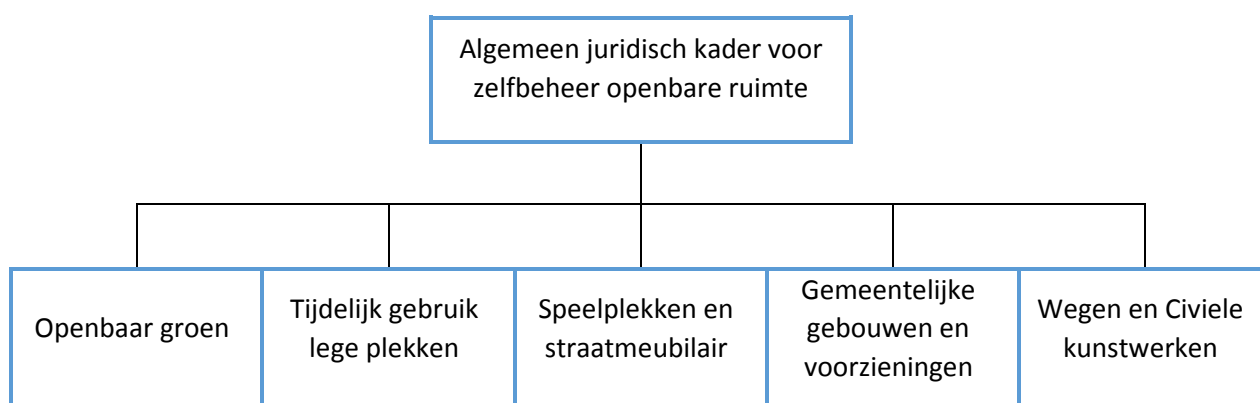 Algemeen juridisch kader voor
zelfbeheer openbare ruimte
Openbaar groen
Tijdelijk gebruik
lege plekken
Speelplekken en
straatmeubilair
Gemeentelijke
gebouwen en
voorzieningen
Wegen en Civiele
kunstwerken